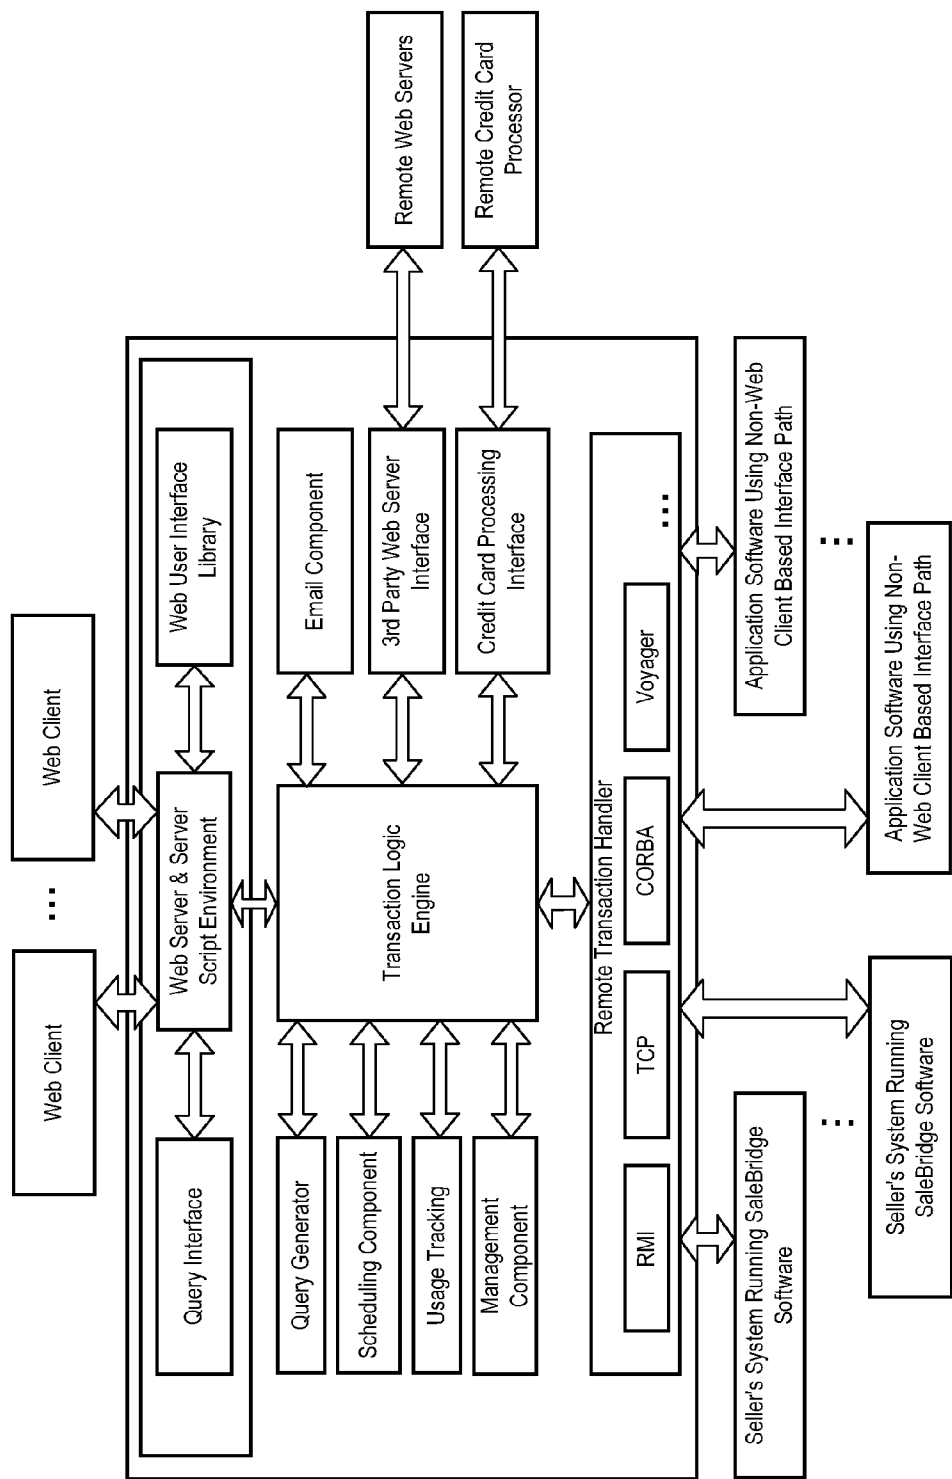 Web Client
...
Web Client
Query Interface
Web Server & Server
Script Environment
Web User Interface
Library
Query Generator
Scheduling Component
Usage Tracking
Management
Component
Transaction Logic
Engine
Email Component
3rd Party Web Server
Interface
Credit Card Processing
Interface
Remote Web Servers
Remote Credit Card
Processor
Remote Transaction Handler
RMI
TCP
CORBA
Voyager
...
Seller's System Running SaleBridge
Software
...
Seller's System Running
SaleBridge Software
Application Software Using Non-
Web Client Based Interface Path
...
Application Software Using Non-Web
Client Based Interface Path